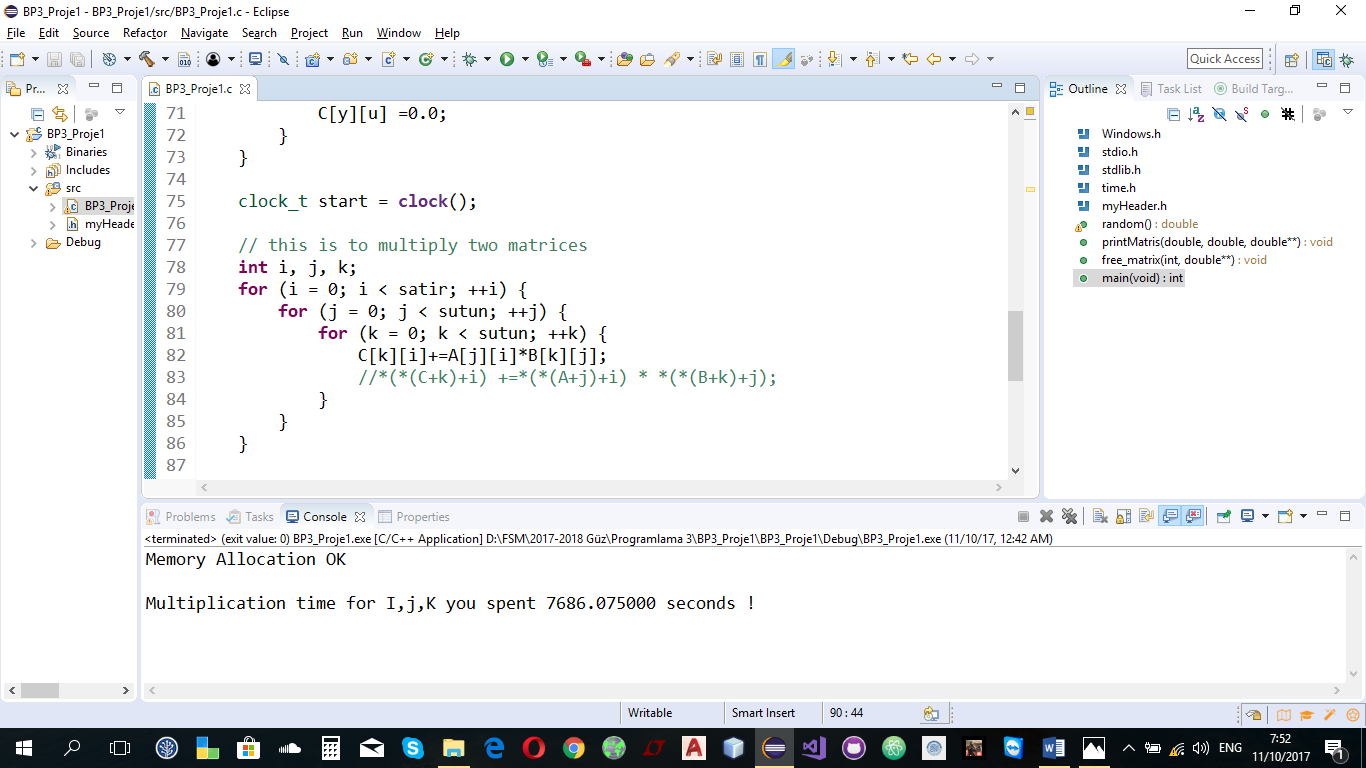 BP3_Proje1 - BP3_Proje1/src/BP3_Proje1.c - Eclipse
File Edit Source Refactor Navigate Search Project Run Window Help
Quick Access
Pr...
BP3_Proje1
Binaries
Includes
src
BP3_Proje
myHeade
Debug
BP3_Proje1.c
71 C[y][u] =0.0;
72 }
73 }
74
75 clock_t start = clock();
76
77 // this is to multiply two matrices
78 int i, j, k;
79 for (i = 0; i < satir; ++i) {
80 for (j = 0; j < sutun; ++j) {
81 for (k = 0; k < sutun; ++k) {
82 C[k][i]+=A[j][i]*B[k][j];
83 //*(*(C+k)+i) +=*(*(A+j)+i) * *(*(B+k)+j);
84 }
85 }
86 }
87
Outline Task List Build Targ...
Windows.h
stdio.h
stdlib.h
time.h
myHeader.h
random() : double
printMatris(double, double, double**) : void
free_matrix(int, double**) : void
main(void) : int
Problems Tasks Console Properties
<terminated> (exit value: 0) BP3_Proje1.exe [C/C++ Application] D:\FSM\2017-2018 Güz\Programlama 3\BP3_Proje1\BP3_Proje1\Debug\BP3_Proje1.exe (11/10/17, 12:42 AM)
Memory Allocation OK
Multiplication time for I,j,K you spent 7686.075000 seconds !
Writable Smart Insert 90 : 44
ENG
7:52
11/10/2017
1